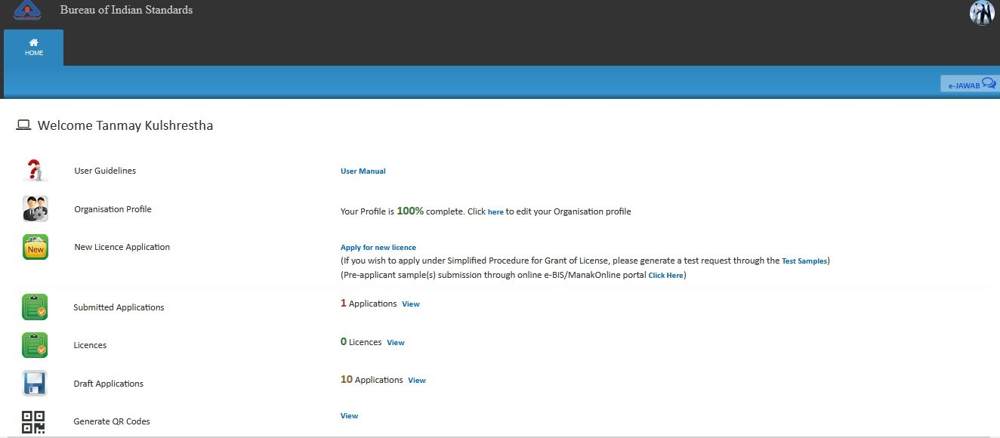 Bureau of Indian Standards
HOME
e-JAWAB
Welcome Tanmay Kulshrestha
User Guidelines User Manual
Organisation Profile Your Profile is 100% complete. Click here to edit your Organisation profile
New Licence Application Apply for new licence
(If you wish to apply under Simplified Procedure for Grant of License, please generate a test request through the Test Samples)
(Pre-applicant sample(s) submission through online e-BIS/ManakOnline portal Click Here)
New
Submitted Applications 1 Applications View
Licences 0 Licences View
Draft Applications 10 Applications View
Generate QR Codes View